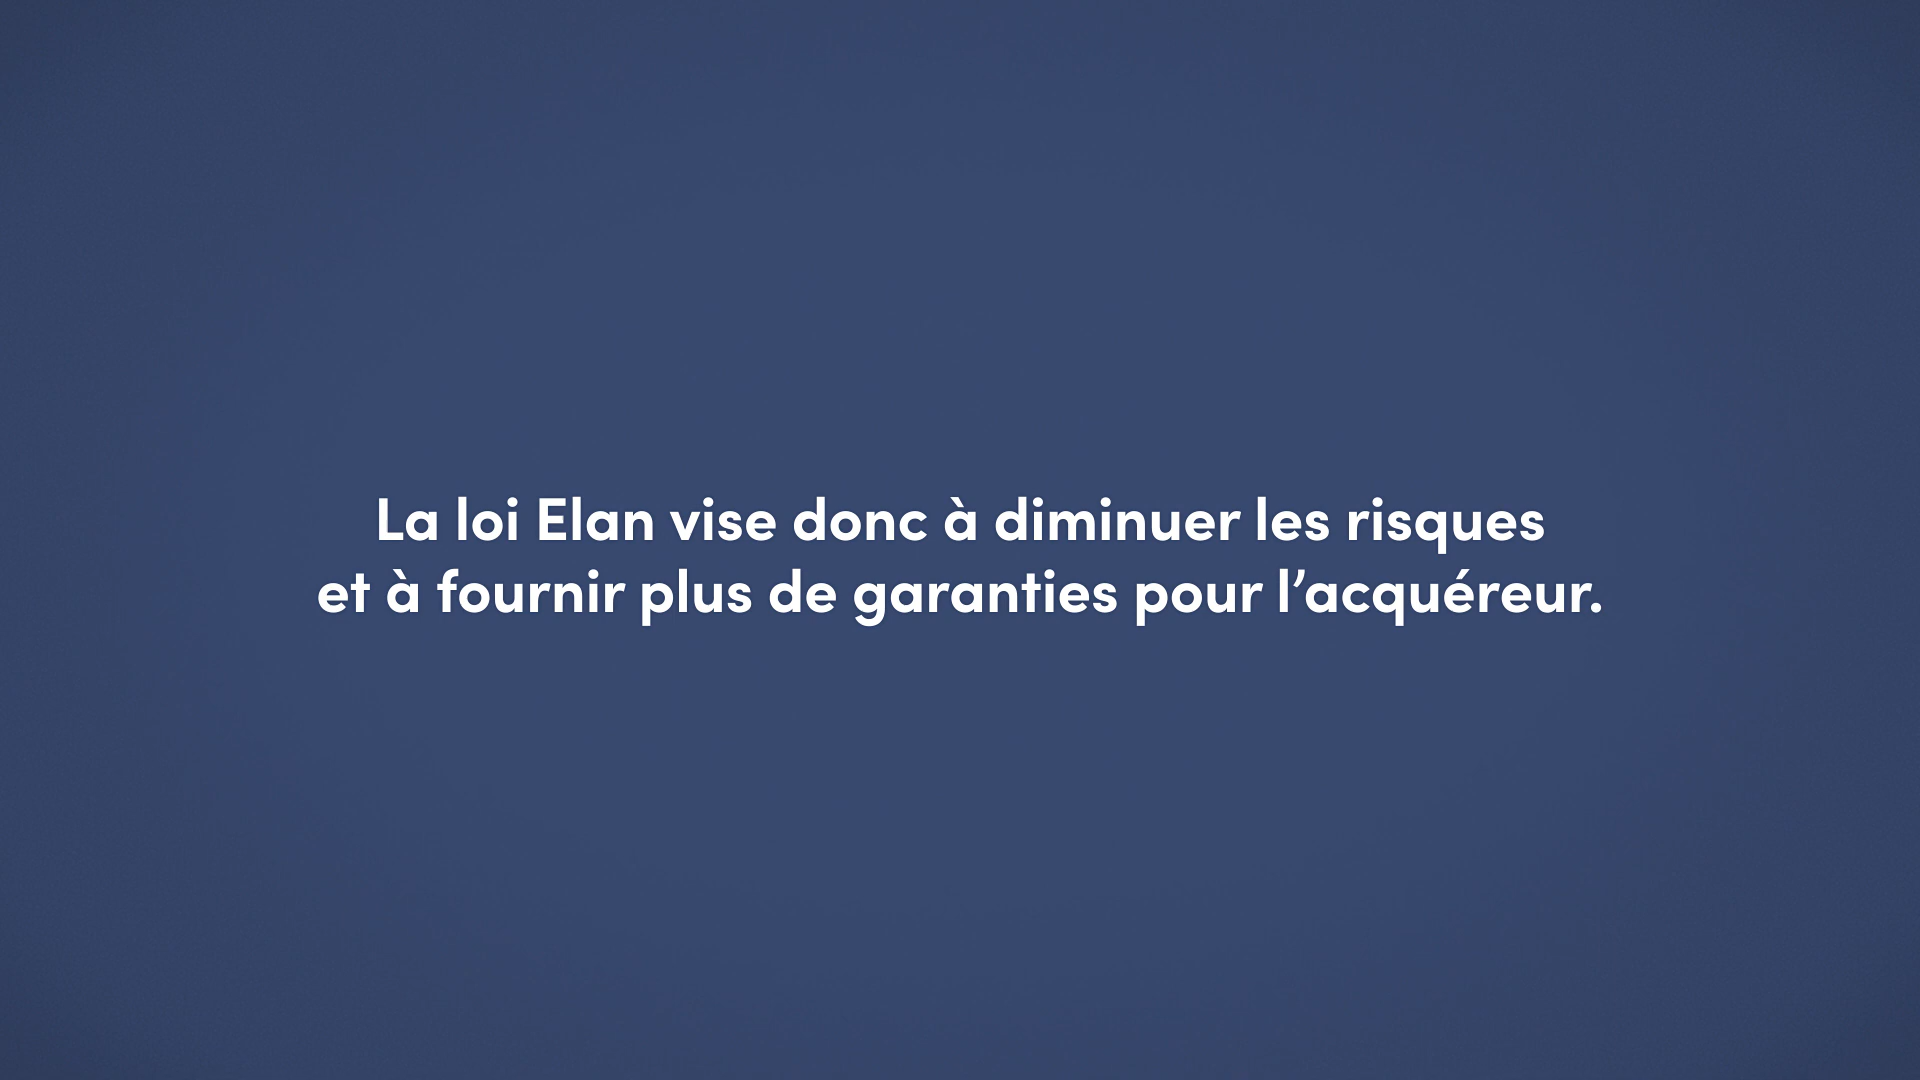 La loi Elan vise donc à diminuer les risques
et à fournir plus de garanties pour l’acquéreur.